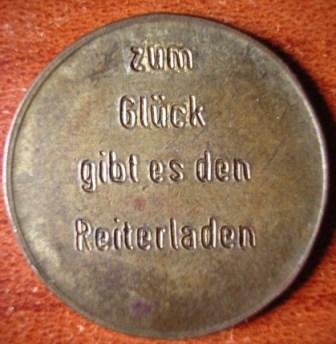 zum
Glück
gibt es den
Reiterladen